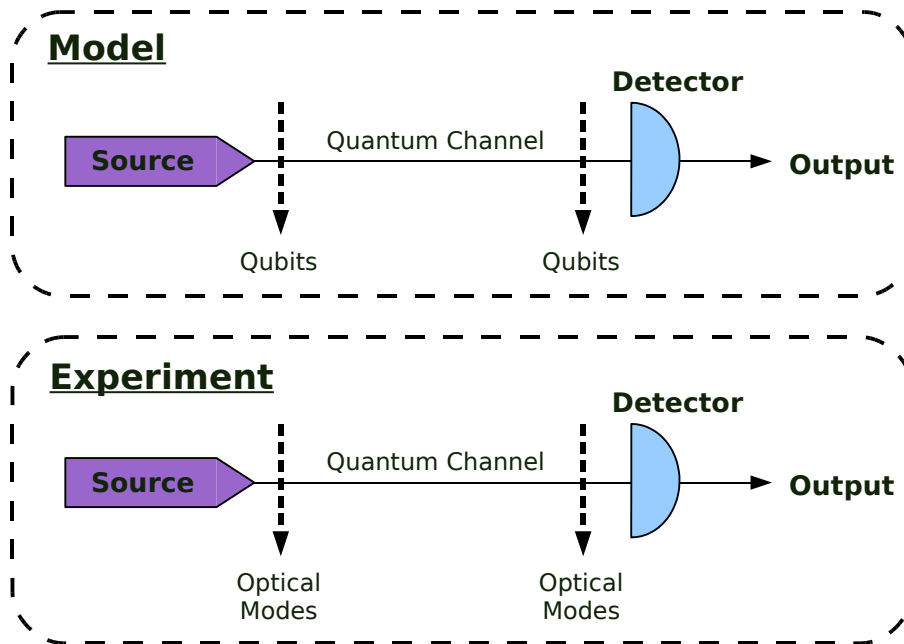 Model
Detector
Quantum Channel
Source
Output
Qubits
Qubits
Experiment
Detector
Quantum Channel
Source
Output
Optical
Modes
Optical
Modes